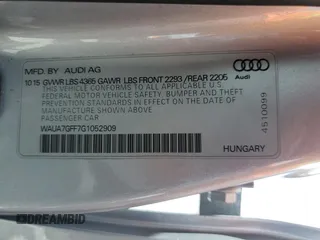 MFD BY AUDI AG
10.15 GVWR LBS 4365 GAWR LBS FRONT 2293 /REAR 2205
THIS VEHICLE CONFORMS TO ALL APPLICABLE U.S.
FEDERAL MOTOR VEHICLE SAFETY, BUMPER, AND THEFT
PREVENTION STANDARDS IN EFFECT ON THE DATE OF
MANUFACTURE SHOWN ABOVE
PASSENGER CAR
WAUA7GFF7G1052909
Audi
4510099
HUNGARY
DREAMBID